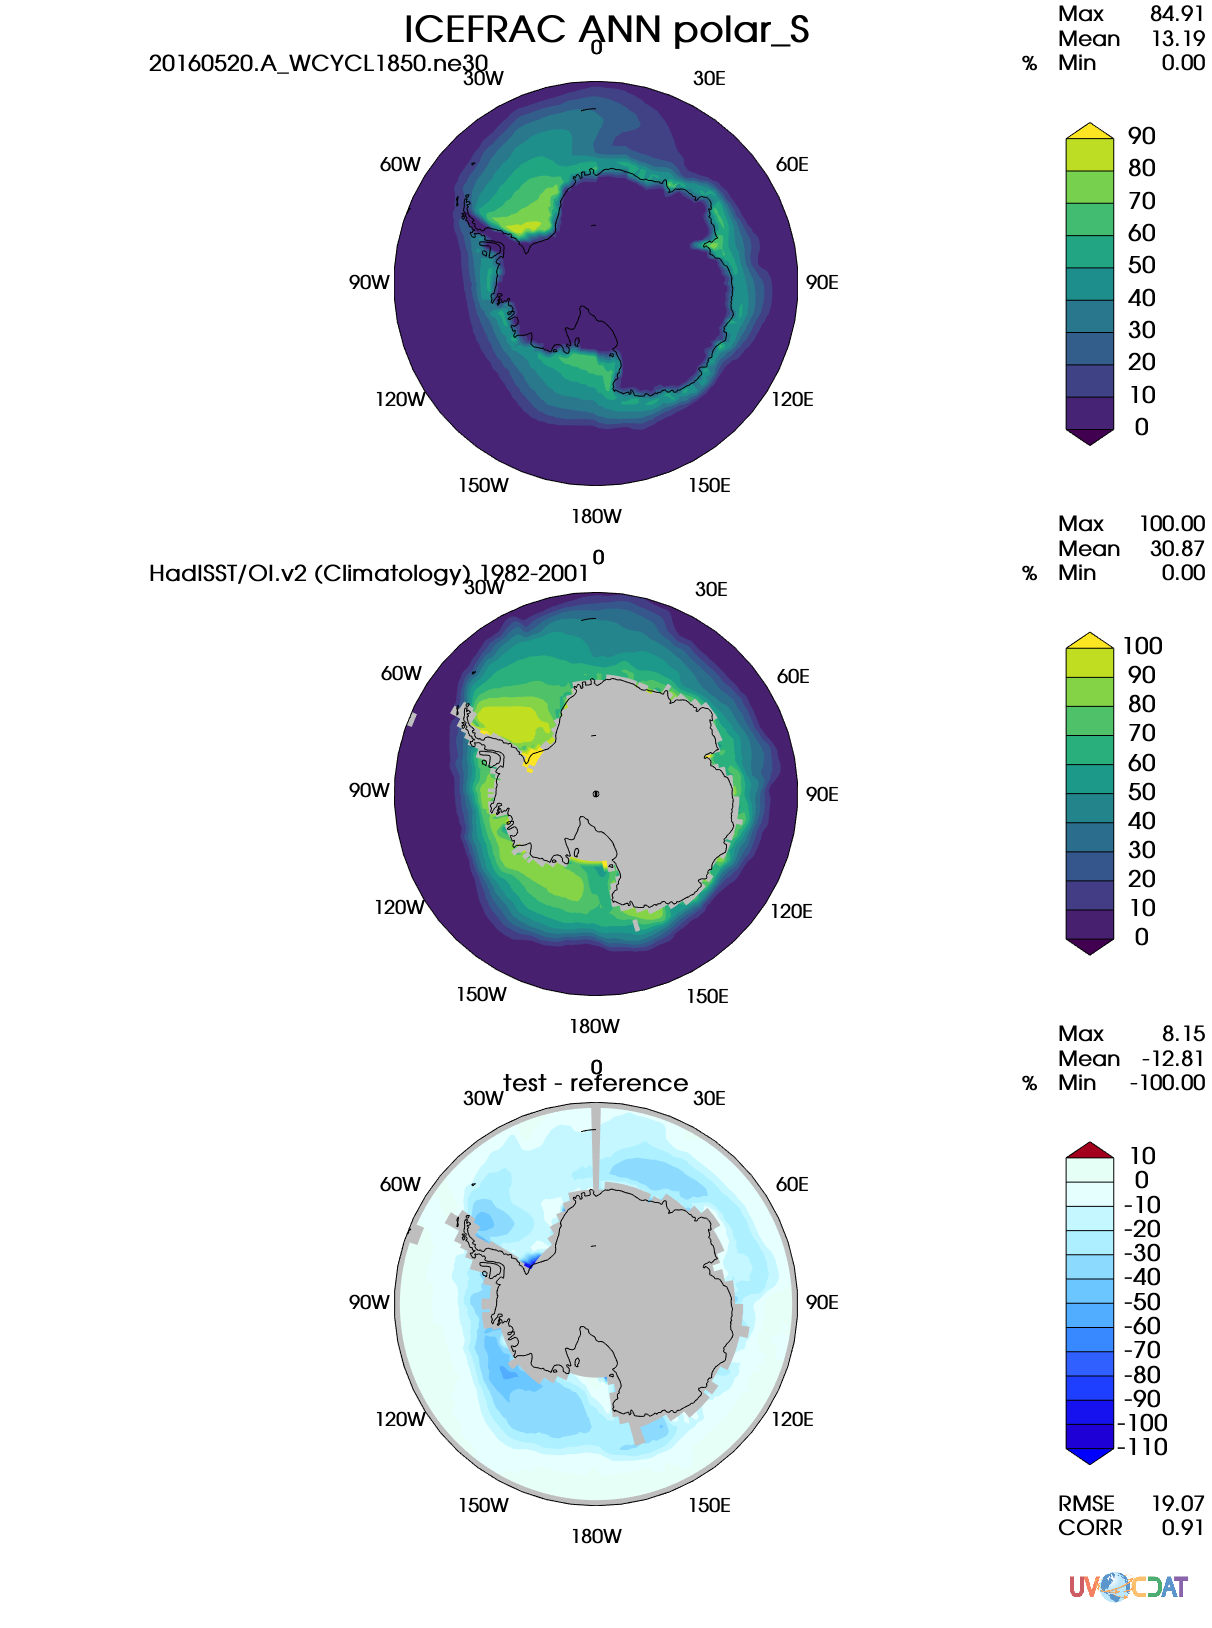 ICEFRAC ANN polar_S
20160520.A_WCYCL1850.ne30
Max 84.91
Mean 13.19
% Min 0.00
0
30W 30E
60W 60E
90W 90E
120W 120E
150W 150E
180W
90
80
70
60
50
40
30
20
10
0
HadISST/OI.v2 (Climatology) 1982-2001
Max 100.00
Mean 30.87
% Min 0.00
0
30W 30E
60W 60E
90W 90E
120W 120E
150W 150E
180W
100
90
80
70
60
50
40
30
20
10
0
test - reference
Max 8.15
Mean -12.81
% Min -100.00
0
30W 30E
60W 60E
90W 90E
120W 120E
150W 150E
180W
10
0
-10
-20
-30
-40
-50
-60
-70
-80
-90
-100
-110
RMSE 19.07
CORR 0.91
UV CDAT